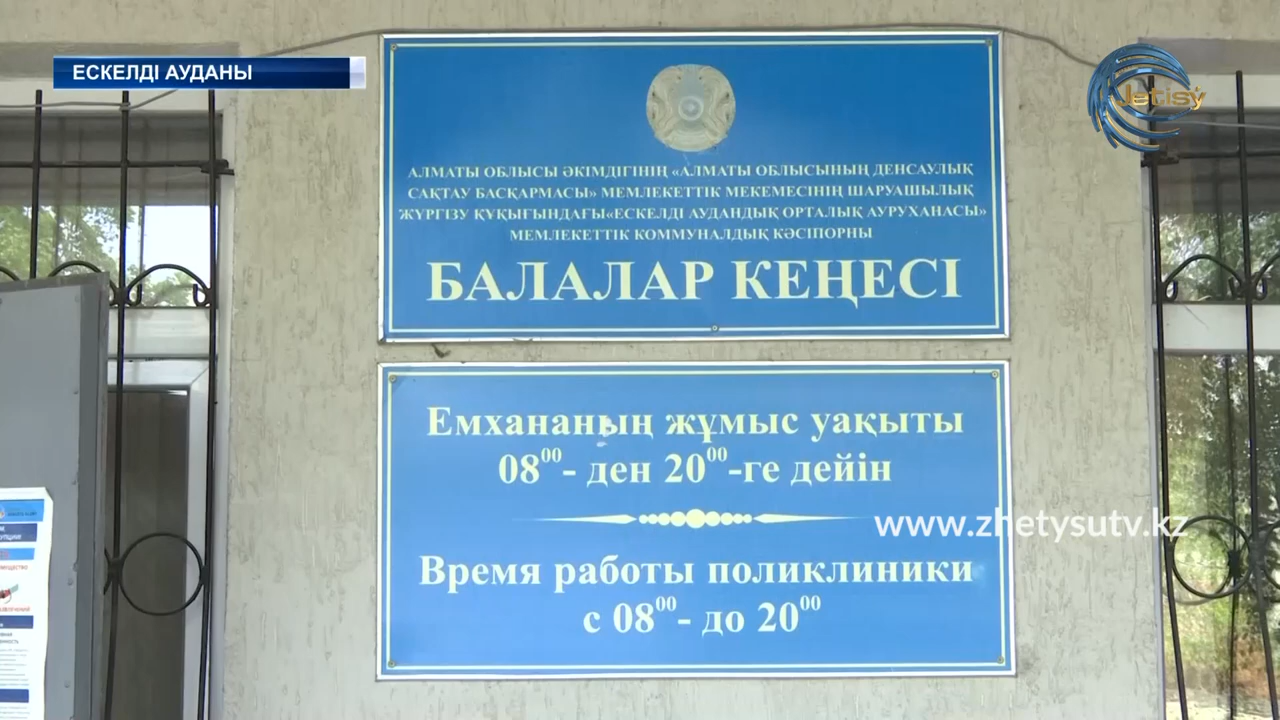 ЕСКЕЛДІ АУДАНЫ
Jetisy
АЛМАТЫ ОБЛЫСЫ ӘКІМДІГІНІҢ «АЛМАТЫ ОБЛЫСЫНЫҢ ДЕНСАУЛЫҚ
САҚТАУ БАСҚАРМАСЫ» МЕМЛЕКЕТТІК МЕКЕМЕСІНІҢ ШАРУАШЫЛЫҚ
ЖҮРГІЗУ ҚҰҚЫҒЫНДАҒЫ«ЕСКЕЛДІ АУДАНДЫҚ ОРТАЛЫҚ АУРУХАНАСЫ»
МЕМЛЕКЕТТІК КОММУНАЛДЫҚ КӘСІПОРНЫ
БАЛАЛАР КЕҢЕСІ
Емхананың жұмыс уақыты
08⁰⁰- ден 20⁰⁰-ге дейін
www.zhetysutv.kz
Время работы поликлиники
с 08⁰⁰- до 20⁰⁰